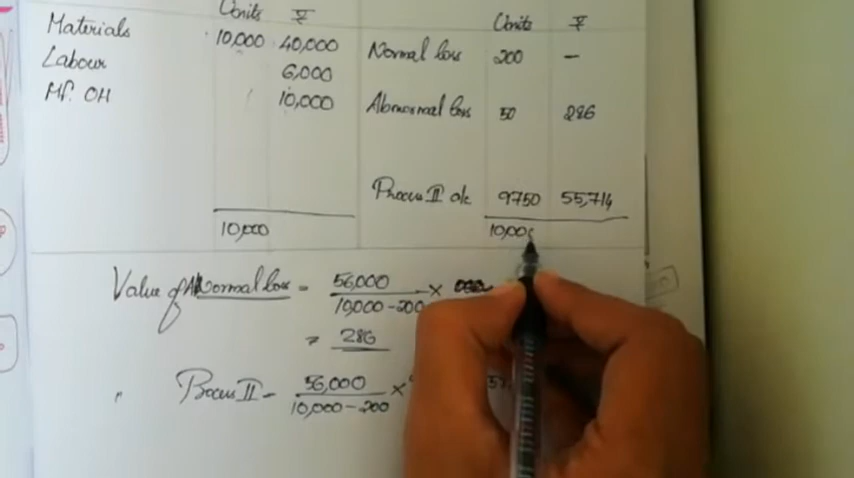 Units ₹ Units ₹
Materials 10,000 40,000 Normal loss 200 —
Labour 6,000
Mf. OH 10,000 Abnormal loss 50 286
Process II a/c 9750 55,714
10,000 10,000
Value of Abnormal loss = 56,000 / 10,000 - 200 ×
= 286
" Process II - 56,000 / 10,000 - 200 ×